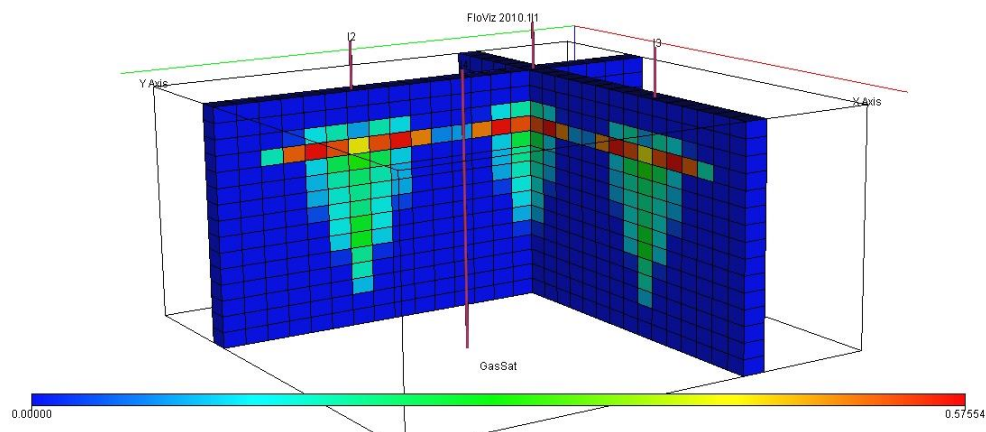 FloViz 2010.1
I1
I2
I3
Y Axis
X Axis
GasSat
0.00000
0.57554